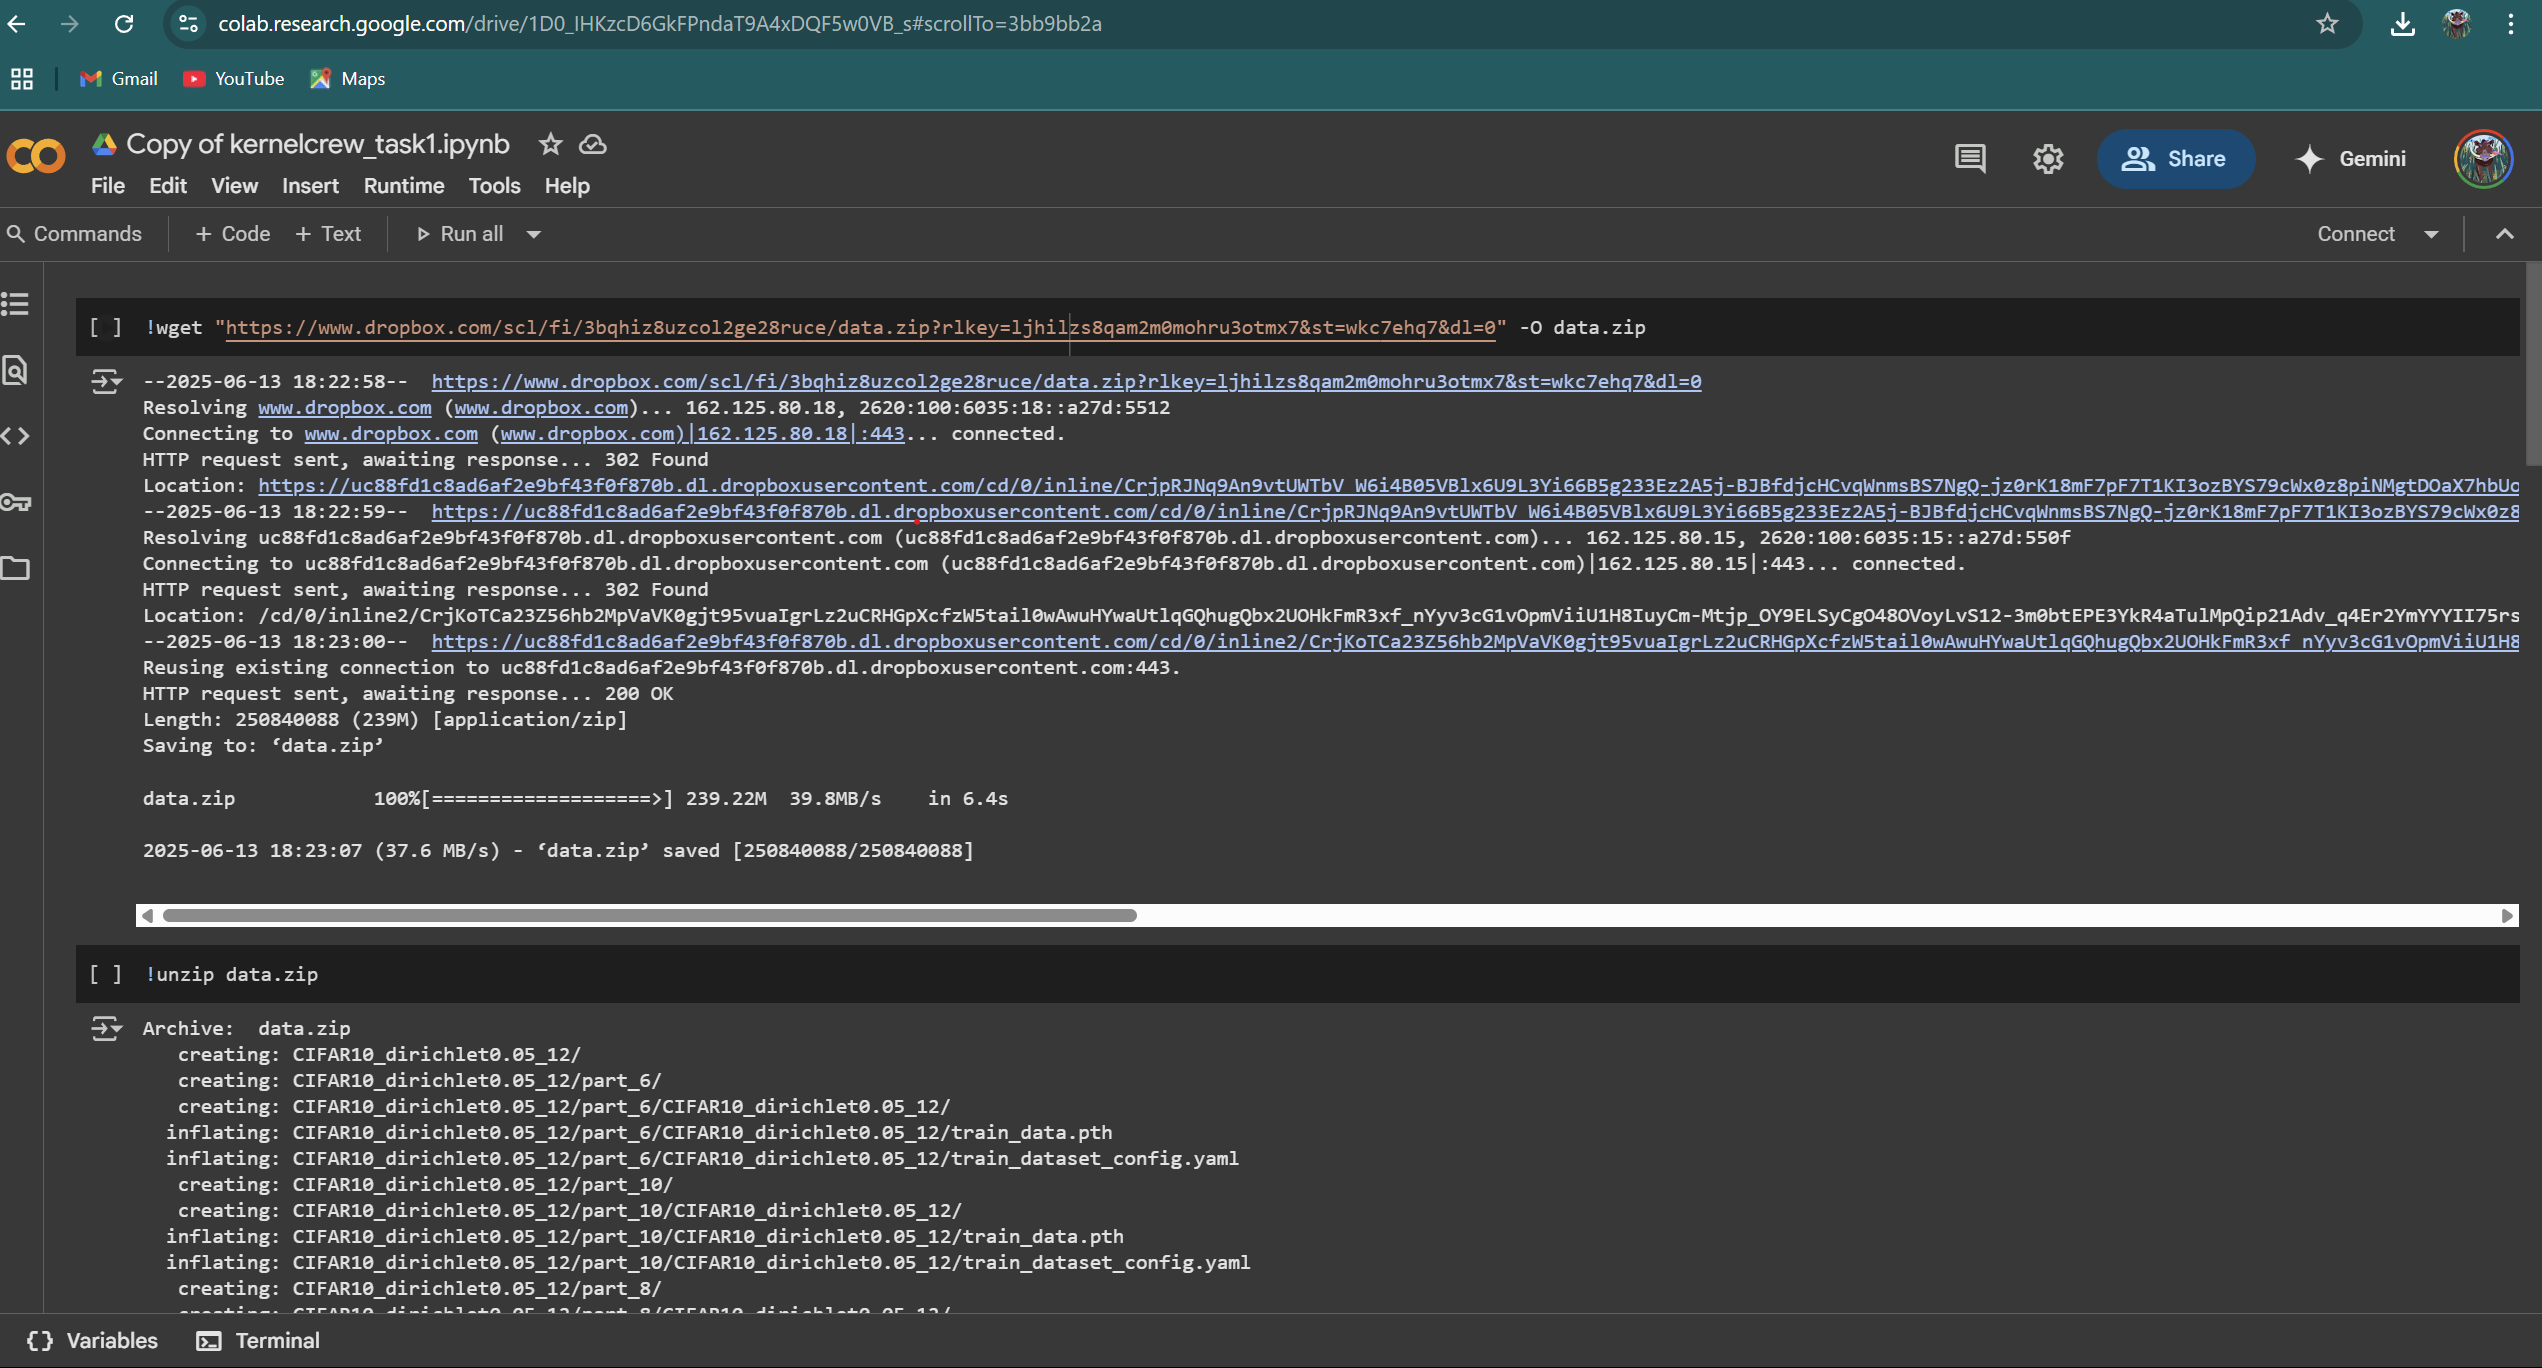 colab.research.google.com/drive/1D0_IHKzcD6GkFPndaT9A4xDQF5w0VB_s#scrollTo=3bb9bb2a
Gmail YouTube Maps
Copy of kernelcrew_task1.ipynb
File Edit View Insert Runtime Tools Help
Share
Gemini
Commands + Code + Text Run all
Connect
[ ] !wget "https://www.dropbox.com/scl/fi/3bqhiz8uzcol2ge28ruce/data.zip?rlkey=ljhilzs8qam2m0mohru3otmx7&st=wkc7ehq7&dl=0" -O data.zip
--2025-06-13 18:22:58-- https://www.dropbox.com/scl/fi/3bqhiz8uzcol2ge28ruce/data.zip?rlkey=ljhilzs8qam2m0mohru3otmx7&st=wkc7ehq7&dl=0
Resolving www.dropbox.com (www.dropbox.com)... 162.125.80.18, 2620:100:6035:18::a27d:5512
Connecting to www.dropbox.com (www.dropbox.com)|162.125.80.18|:443... connected.
HTTP request sent, awaiting response... 302 Found
Location: https://uc88fd1c8ad6af2e9bf43f0f870b.dl.dropboxusercontent.com/cd/0/inline/CrjpRJNq9An9vtUWTbV_W6i4B05VBlx6U9L3Yi66B5g233Ez2A5j-BJBfdjcHCvqWnmsBS7NgQ-jz0rK18mF7pF7T1KI3ozBYS79cWx0z8piNMgtDOaX7hbUo
--2025-06-13 18:22:59-- https://uc88fd1c8ad6af2e9bf43f0f870b.dl.dropboxusercontent.com/cd/0/inline/CrjpRJNq9An9vtUWTbV_W6i4B05VBlx6U9L3Yi66B5g233Ez2A5j-BJBfdjcHCvqWnmsBS7NgQ-jz0rK18mF7pF7T1KI3ozBYS79cWx0z8
Resolving uc88fd1c8ad6af2e9bf43f0f870b.dl.dropboxusercontent.com (uc88fd1c8ad6af2e9bf43f0f870b.dl.dropboxusercontent.com)... 162.125.80.15, 2620:100:6035:15::a27d:550f
Connecting to uc88fd1c8ad6af2e9bf43f0f870b.dl.dropboxusercontent.com (uc88fd1c8ad6af2e9bf43f0f870b.dl.dropboxusercontent.com)|162.125.80.15|:443... connected.
HTTP request sent, awaiting response... 302 Found
Location: /cd/0/inline2/CrjKoTCa23Z56hb2MpVaVK0gjt95vuaIgrLz2uCRHGpXcfzW5tail0wAwuHYwaUtlqGQhugQbx2UOHkFmR3xf_nYyv3cG1vOpmViiU1H8IuyCm-Mtjp_OY9ELSyCgO48OVoyLvS12-3m0btEPE3YkR4aTulMpQip21Adv_q4Er2YmYYYII75rs
--2025-06-13 18:23:00-- https://uc88fd1c8ad6af2e9bf43f0f870b.dl.dropboxusercontent.com/cd/0/inline2/CrjKoTCa23Z56hb2MpVaVK0gjt95vuaIgrLz2uCRHGpXcfzW5tail0wAwuHYwaUtlqGQhugQbx2UOHkFmR3xf_nYyv3cG1vOpmViiU1H8
Reusing existing connection to uc88fd1c8ad6af2e9bf43f0f870b.dl.dropboxusercontent.com:443.
HTTP request sent, awaiting response... 200 OK
Length: 250840088 (239M) [application/zip]
Saving to: ‘data.zip’
data.zip 100%[===================>] 239.22M 39.8MB/s in 6.4s
2025-06-13 18:23:07 (37.6 MB/s) - ‘data.zip’ saved [250840088/250840088]
[ ] !unzip data.zip
Archive: data.zip
creating: CIFAR10_dirichlet0.05_12/
creating: CIFAR10_dirichlet0.05_12/part_6/
creating: CIFAR10_dirichlet0.05_12/part_6/CIFAR10_dirichlet0.05_12/
inflating: CIFAR10_dirichlet0.05_12/part_6/CIFAR10_dirichlet0.05_12/train_data.pth
inflating: CIFAR10_dirichlet0.05_12/part_6/CIFAR10_dirichlet0.05_12/train_dataset_config.yaml
creating: CIFAR10_dirichlet0.05_12/part_10/
creating: CIFAR10_dirichlet0.05_12/part_10/CIFAR10_dirichlet0.05_12/
inflating: CIFAR10_dirichlet0.05_12/part_10/CIFAR10_dirichlet0.05_12/train_data.pth
inflating: CIFAR10_dirichlet0.05_12/part_10/CIFAR10_dirichlet0.05_12/train_dataset_config.yaml
creating: CIFAR10_dirichlet0.05_12/part_8/
creating: CIFAR10_dirichlet0.05_12/part_8/CIFAR10_dirichlet0.05_12/
Variables Terminal